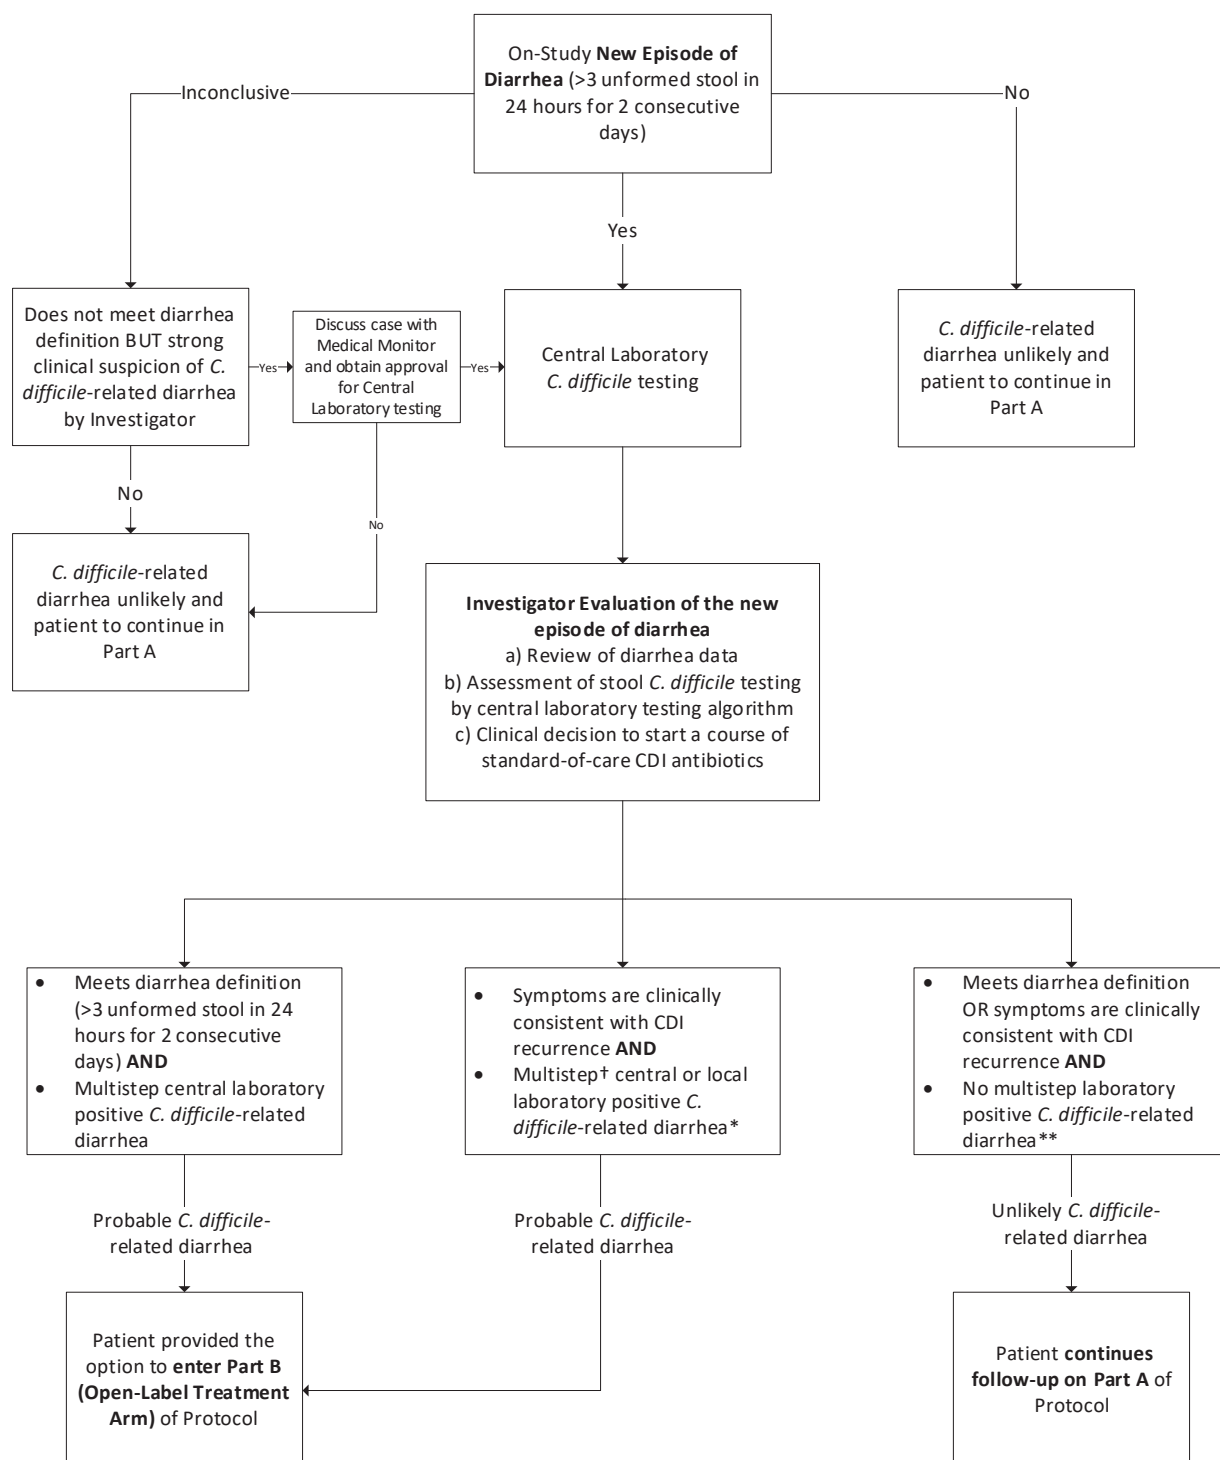 On-Study New Episode of
Diarrhea (>3 unformed stool in
24 hours for 2 consecutive
days)
Inconclusive
No
Yes
Does not meet diarrhea
definition BUT strong
clinical suspicion of C.
difficile-related diarrhea
by Investigator
Yes
Discuss case with
Medical Monitor
and obtain approval
for Central
Laboratory testing
Yes
Central Laboratory
C. difficile testing
C. difficile-related
diarrhea unlikely and
patient to continue in
Part A
No
No
C. difficile-related
diarrhea unlikely and
patient to continue in
Part A
Investigator Evaluation of the new
episode of diarrhea
a) Review of diarrhea data
b) Assessment of stool C. difficile testing
by central laboratory testing algorithm
c) Clinical decision to start a course of
standard-of-care CDI antibiotics
• Meets diarrhea definition
(>3 unformed stool in 24
hours for 2 consecutive
days) AND
• Multistep central laboratory
positive C. difficile-related
diarrhea
• Symptoms are clinically
consistent with CDI
recurrence AND
• Multistep† central or local
laboratory positive C.
difficile-related diarrhea*
• Meets diarrhea definition
OR symptoms are clinically
consistent with CDI
recurrence AND
• No multistep laboratory
positive C. difficile-related
diarrhea**
Probable C. difficile-
related diarrhea
Probable C. difficile-
related diarrhea
Unlikely C. difficile-
related diarrhea
Patient provided the
option to enter Part B
(Open-Label Treatment
Arm) of Protocol
Patient continues
follow-up on Part A of
Protocol